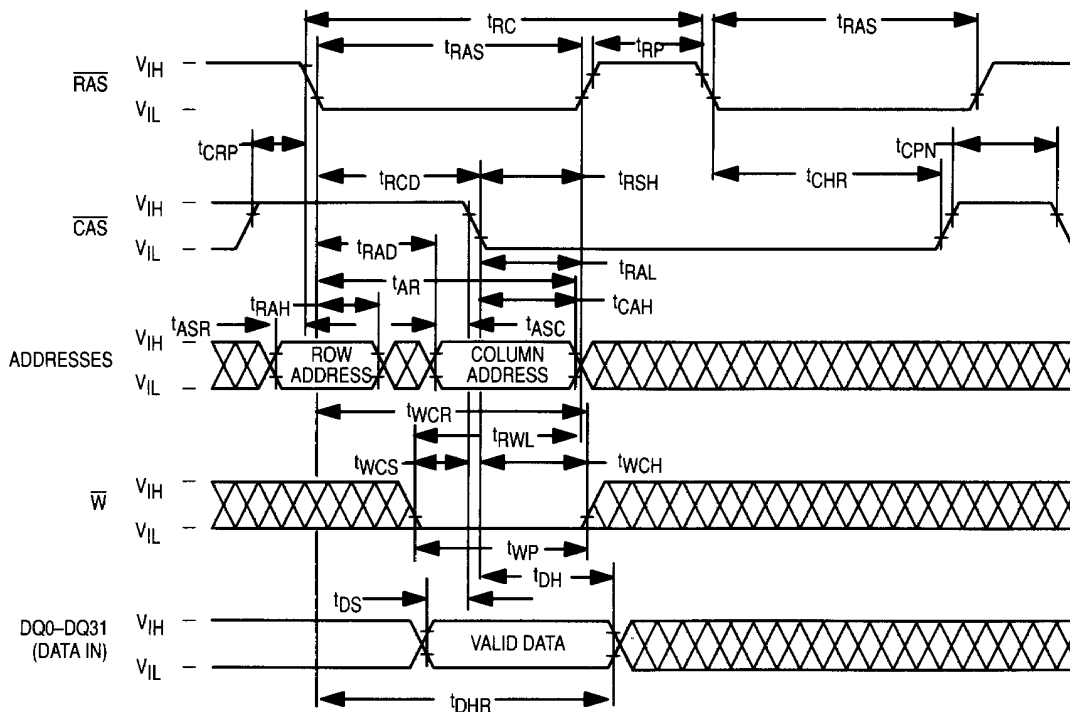 tRC
tRAS
tRP
tRAS
RAS
VIH
VIL
tCRP
tRCD
tRSH
tCHR
tCPN
CAS
VIH
VIL
tRAD
tRAL
tAR
tCAH
tRAH
tASR
tASC
ADDRESSES
VIH
VIL
ROW
ADDRESS
COLUMN
ADDRESS
tWCR
tRWL
tWCS
tWCH
W
VIH
VIL
tWP
tDH
tDS
DQ0–DQ31
(DATA IN)
VIH
VIL
VALID DATA
tDHR